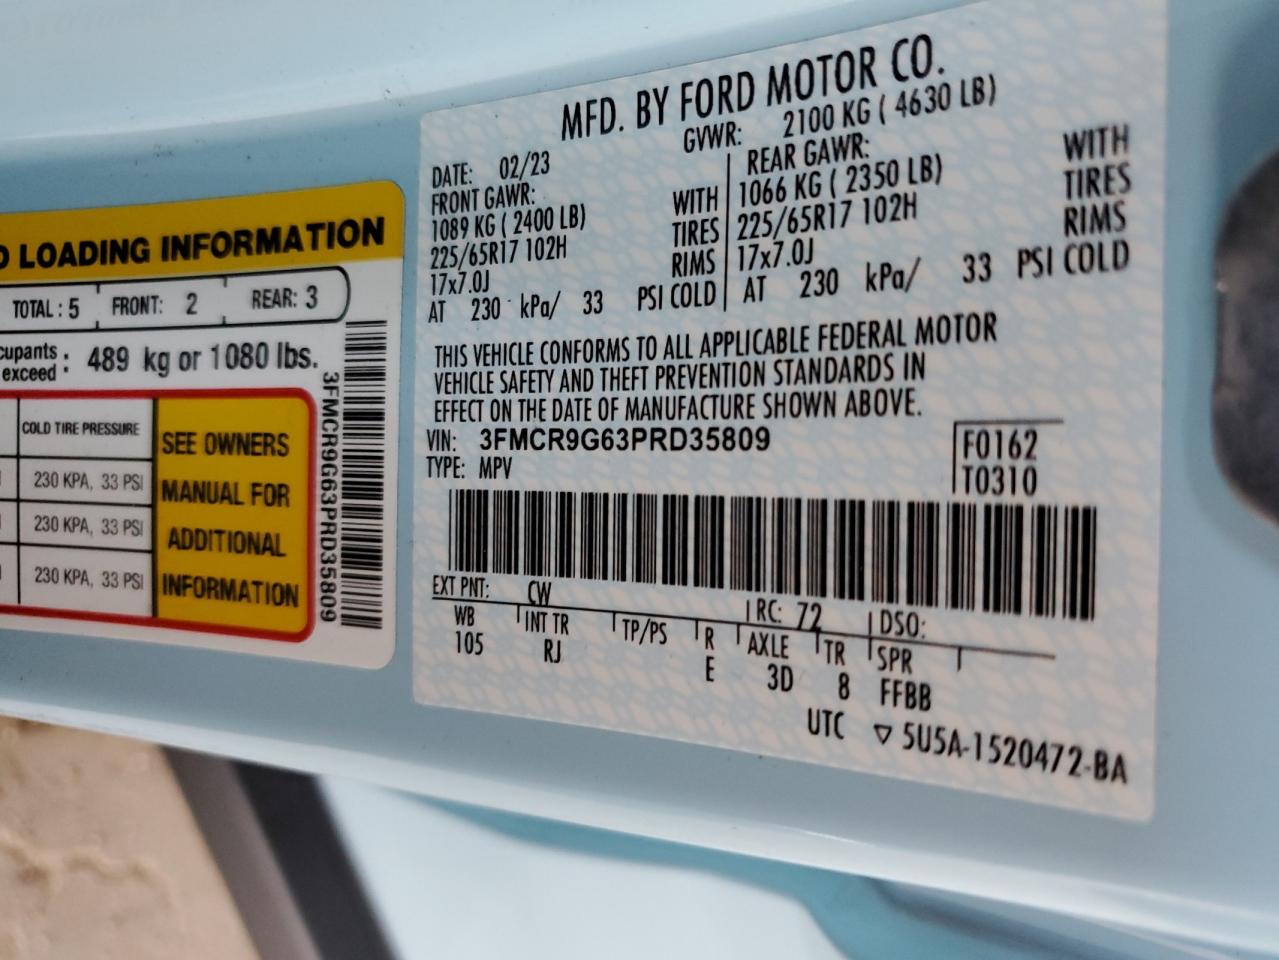 LOADING INFORMATION
TOTAL : 5 FRONT: 2 REAR: 3
489 kg or 1080 lbs.
exceed :
COLD TIRE PRESSURE
230 KPA, 33 PSI
230 KPA, 33 PSI
230 KPA, 33 PSI
SEE OWNERS
MANUAL FOR
ADDITIONAL
INFORMATION
3FMCR9G63PRD35809
MFD. BY FORD MOTOR CO.
DATE: 02/23 GVWR: 2100 KG ( 4630 LB)
FRONT GAWR: REAR GAWR:
1089 KG ( 2400 LB) WITH 1066 KG ( 2350 LB) WITH
225/65R17 102H TIRES 225/65R17 102H TIRES
17x7.0J RIMS 17x7.0J RIMS
AT 230 kPa/ 33 PSI COLD AT 230 kPa/ 33 PSI COLD
THIS VEHICLE CONFORMS TO ALL APPLICABLE FEDERAL MOTOR
VEHICLE SAFETY AND THEFT PREVENTION STANDARDS IN
EFFECT ON THE DATE OF MANUFACTURE SHOWN ABOVE.
VIN: 3FMCR9G63PRD35809 F0162
TYPE: MPV T0310
EXT PNT: CW RC: 72 DSO:
WB INT TR TP/PS R AXLE TR SPR
105 RJ E 3D 8 FFBB
UTC ▽ 5U5A-1520472-BA